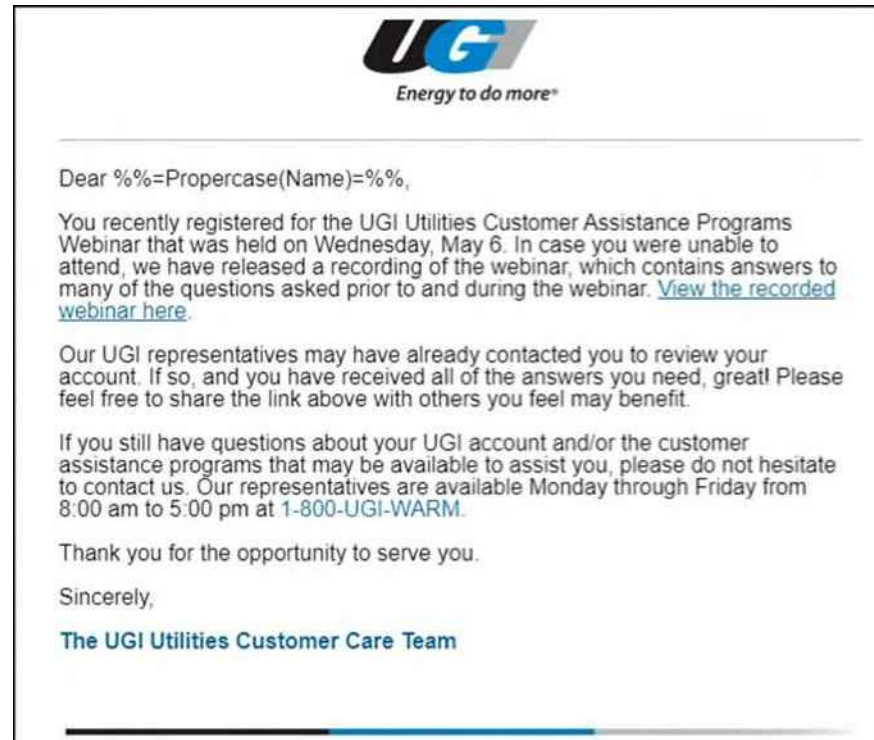 UGI
Energy to do more®
Dear %%=Propercase(Name)=%%,
You recently registered for the UGI Utilities Customer Assistance Programs
Webinar that was held on Wednesday, May 6. In case you were unable to
attend, we have released a recording of the webinar, which contains answers to
many of the questions asked prior to and during the webinar. View the recorded
webinar here.
Our UGI representatives may have already contacted you to review your
account. If so, and you have received all of the answers you need, great! Please
feel free to share the link above with others you feel may benefit.
If you still have questions about your UGI account and/or the customer
assistance programs that may be available to assist you, please do not hesitate
to contact us. Our representatives are available Monday through Friday from
8:00 am to 5:00 pm at 1-800-UGI-WARM.
Thank you for the opportunity to serve you.
Sincerely,
The UGI Utilities Customer Care Team